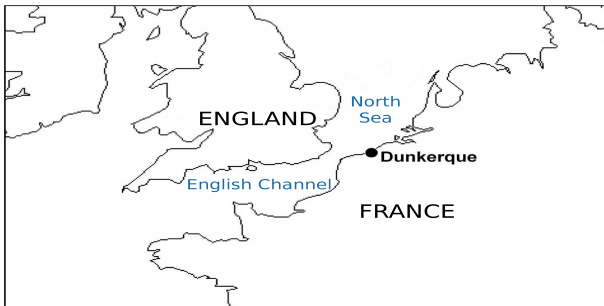 North
Sea
ENGLAND
Dunkerque
English Channel
FRANCE